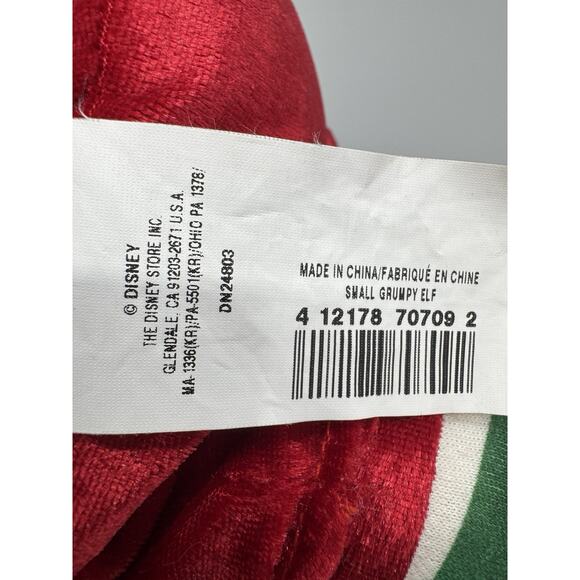 © DISNEY
THE DISNEY STORE INC.
GLENDALE, CA 91203-2671 U.S.A.
MA-1336(KR)/PA-5501(KR)/OHIO PA 1378/
DN24803
MADE IN CHINA/FABRIQUÉ EN CHINE
SMALL GRUMPY ELF
4 12178 70709 2